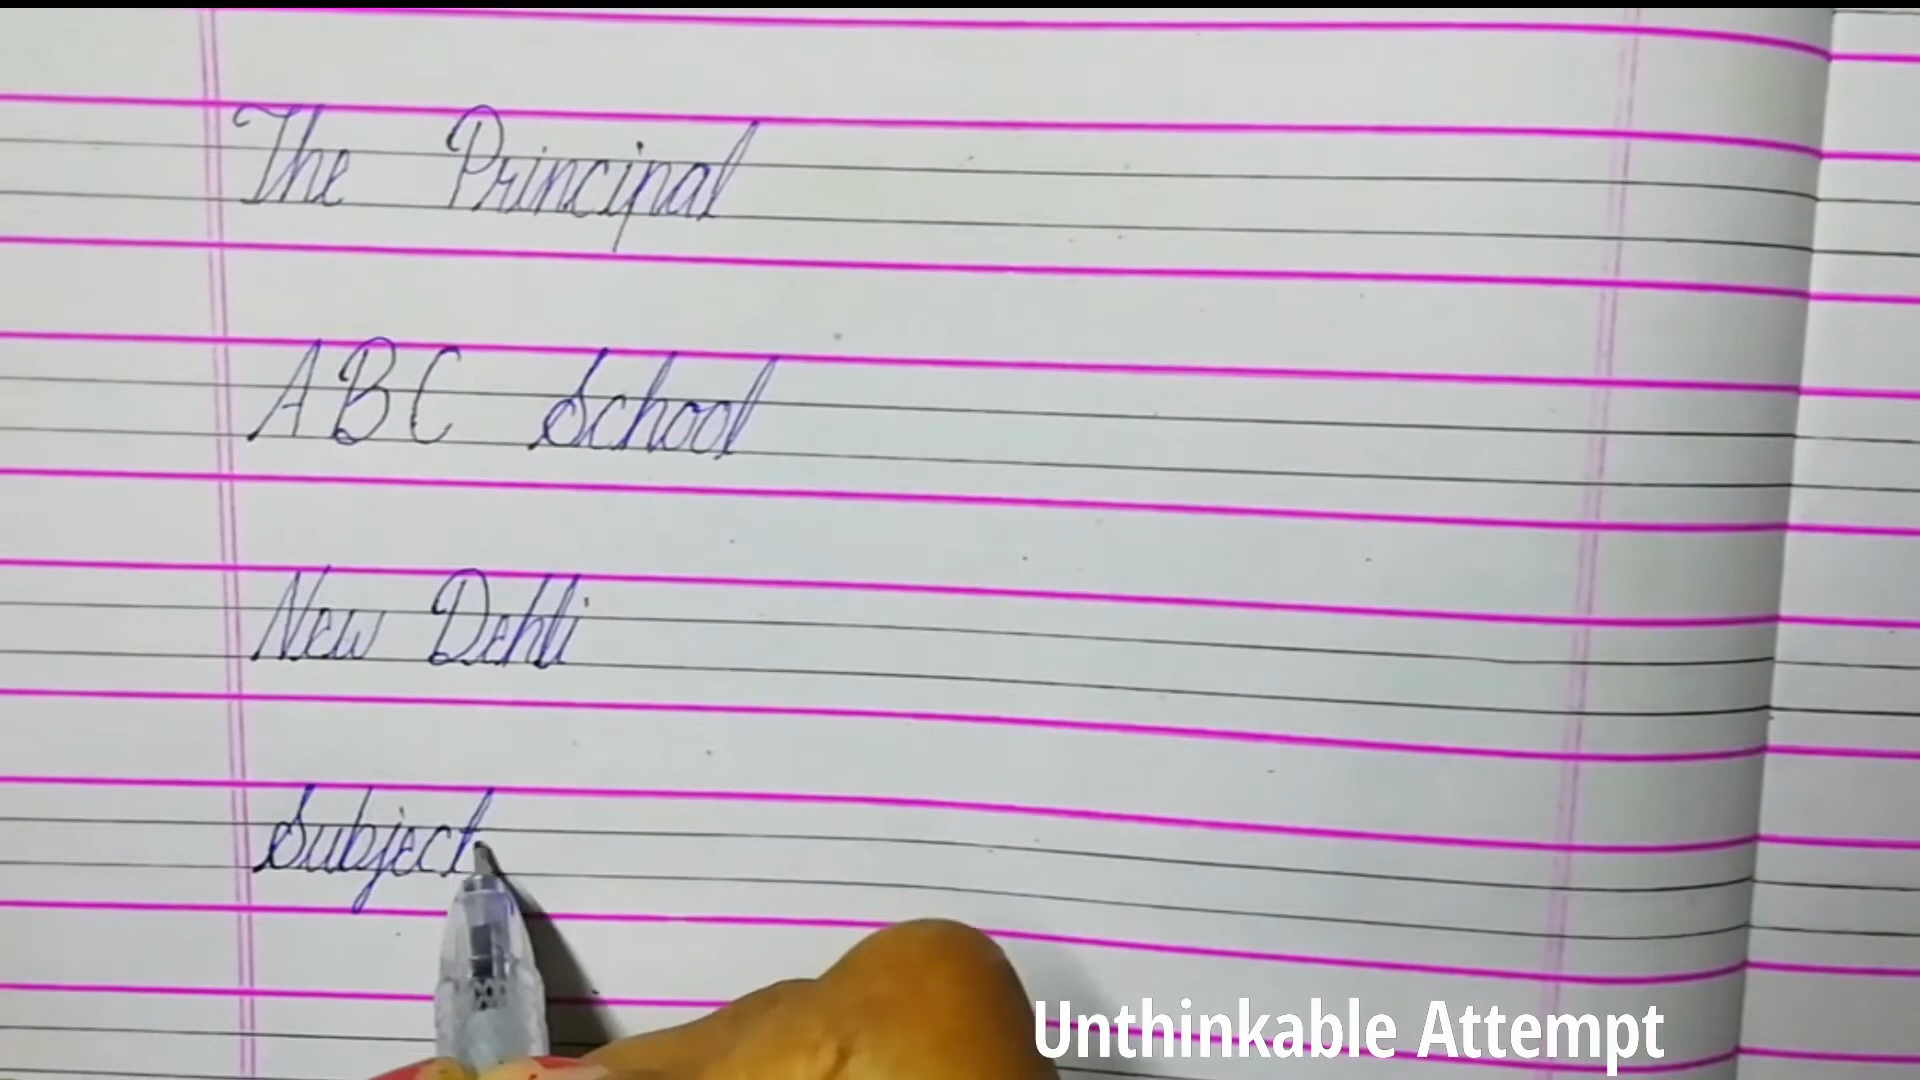 The Principal
ABC School
New Dehli
Subject
Unthinkable Attempt